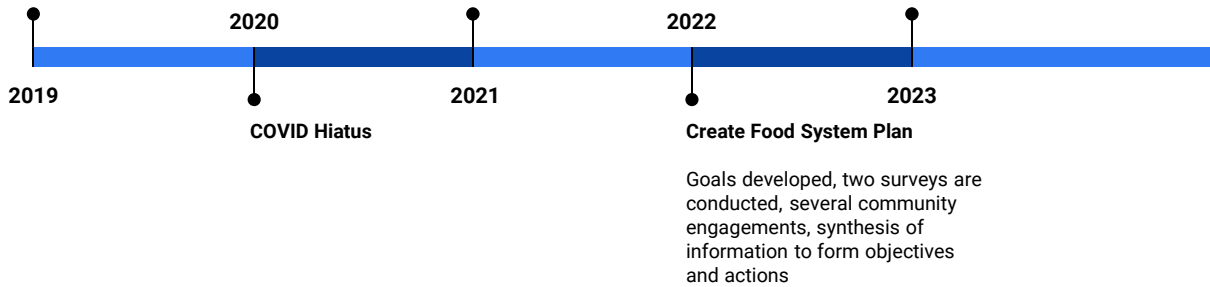 2020
2022
2019
2021
2023
COVID Hiatus
Create Food System Plan
Goals developed, two surveys are
conducted, several community
engagements, synthesis of
information to form objectives
and actions